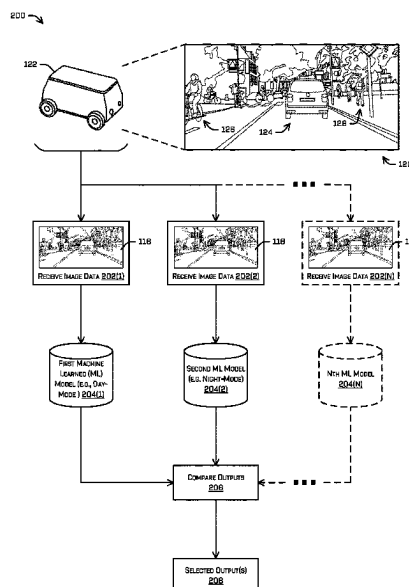 200
122
126
124
128
120
118
118
RECEIVE IMAGE DATA 202(1)
RECEIVE IMAGE DATA 202(2)
RECEIVE IMAGE DATA 202(N)
FIRST MACHINE
LEARNED (ML)
MODEL (E.G., DAY-
MODE) 204(1)
SECOND ML MODEL
(E.G. NIGHT-MODE)
204(2)
NTH ML MODEL
204(N)
COMPARE OUTPUTS
206
SELECTED OUTPUT(S)
208